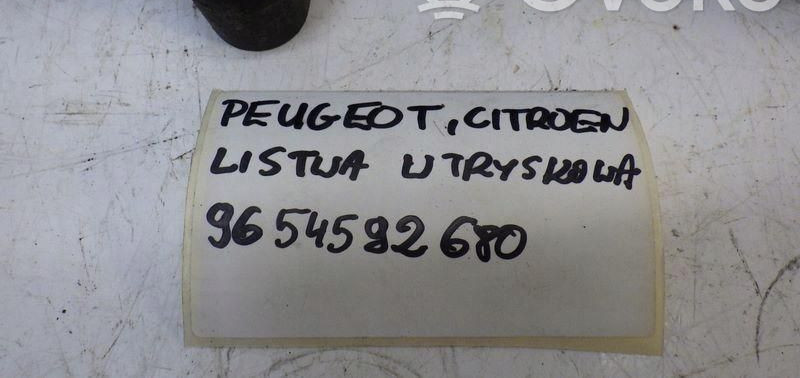 PEUGEOT, CITROEN
LISTWA WTRYSKOWA
9654592680